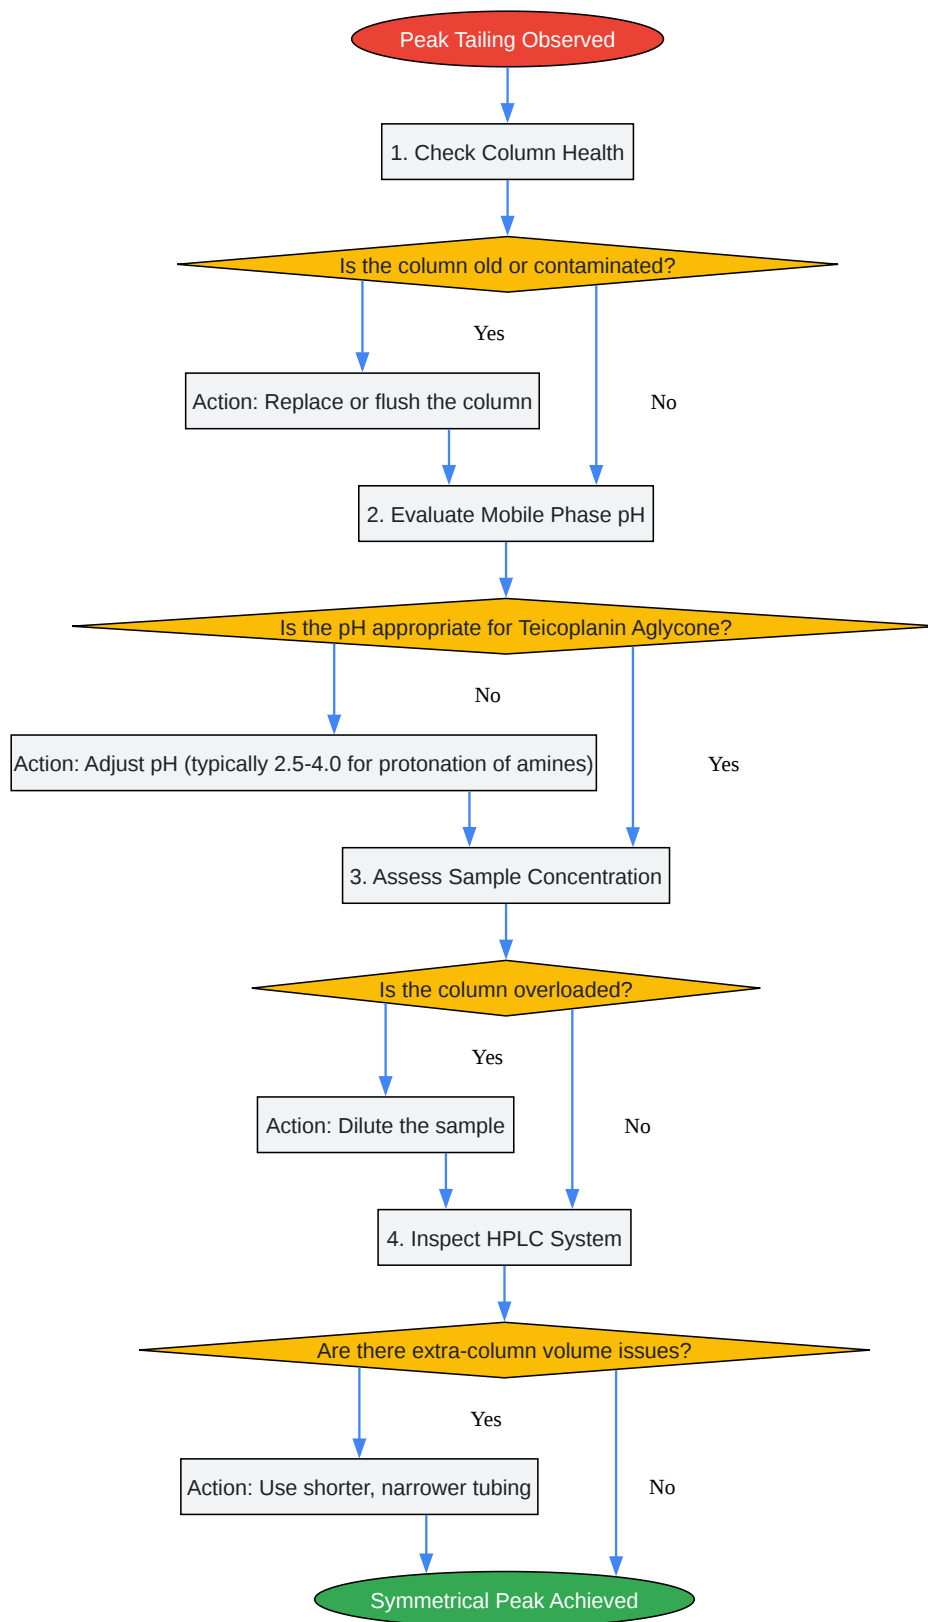 Peak Tailing Observed
1. Check Column Health
Is the column old or contaminated?
Yes
Action: Replace or flush the column
No
2. Evaluate Mobile Phase pH
Is the pH appropriate for Teicoplanin Aglycone?
No
Action: Adjust pH (typically 2.5-4.0 for protonation of amines)
Yes
3. Assess Sample Concentration
Is the column overloaded?
Yes
Action: Dilute the sample
No
4. Inspect HPLC System
Are there extra-column volume issues?
Yes
Action: Use shorter, narrower tubing
No
Symmetrical Peak Achieved